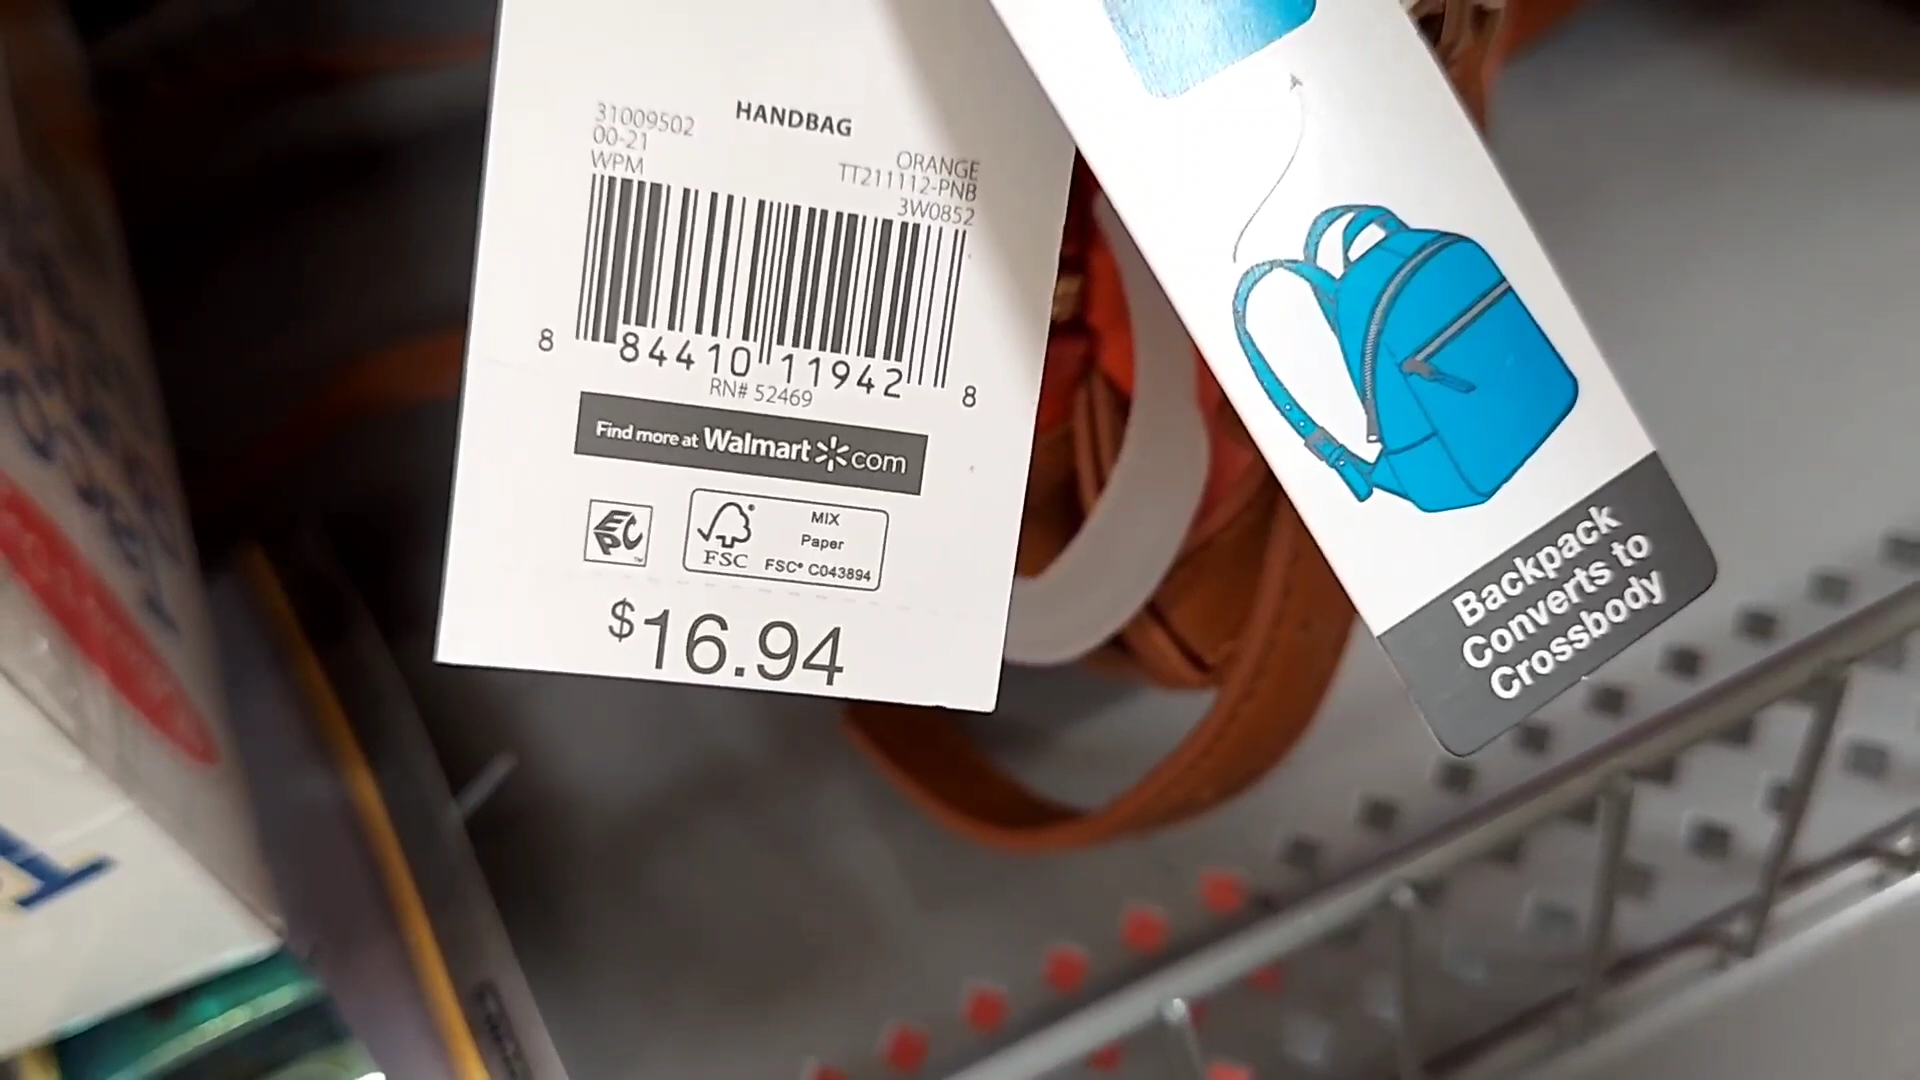 HANDBAG
31009502
00-21
WPM
ORANGE
TT211112-PNB
3W0852
8 84410 11942 8
RN# 52469
Find more at Walmart com
EPC
FSC
MIX
Paper
FSC® C043894
$16.94
Backpack
Converts to
Crossbody